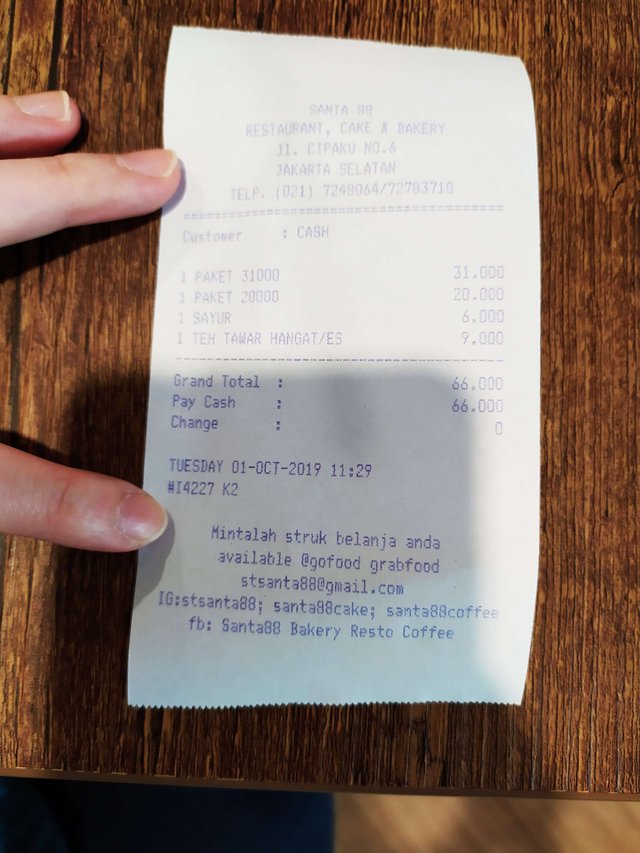 SANTA 88
RESTAURANT, CAKE & BAKERY
Jl. CIPAKU NO.6
JAKARTA SELATAN
TELP. (021) 7249064/72783710
Customer : CASH
1 PAKET 31000 31.000
1 PAKET 20000 20.000
1 SAYUR 6.000
1 TEH TAWAR HANGAT/ES 9.000
Grand Total : 66.000
Pay Cash : 66.000
Change : 0
TUESDAY 01-OCT-2019 11:29
#I4227 K2
Mintalah struk belanja anda
available @gofood grabfood
stsanta88@gmail.com
IG:stsanta88; santa88cake; santa88coffee
fb: Santa88 Bakery Resto Coffee